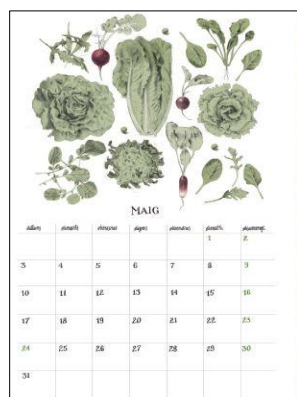 MAIG
dilluns dimarts dimecres dijous divendres dissabte diumenge
1 2
3 4 5 6 7 8 9
10 11 12 13 14 15 16
17 18 19 20 21 22 23
24 25 26 27 28 29 30
31